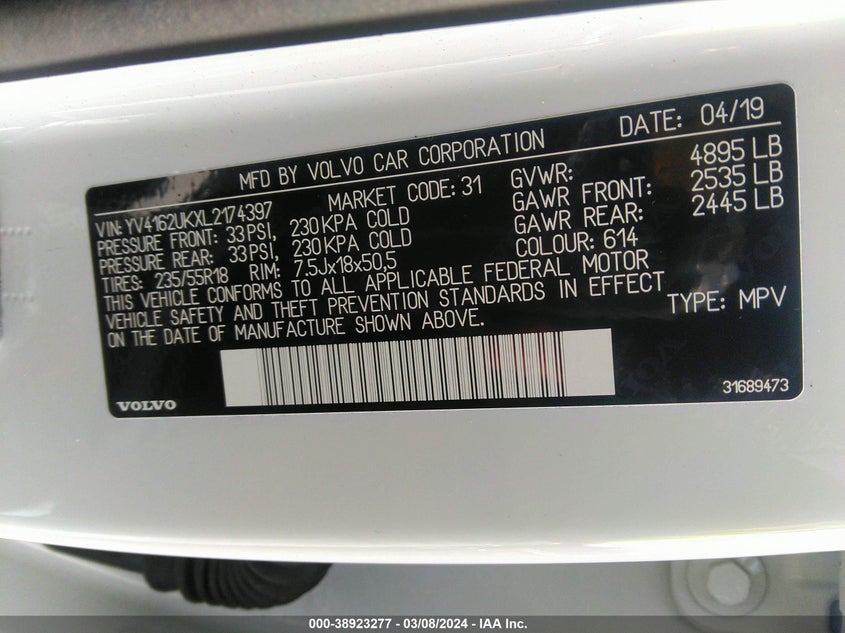 MFD BY VOLVO CAR CORPORATION DATE: 04/19
VIN: YV4162UKXL2174397 MARKET CODE: 31 GVWR: 4895 LB
PRESSURE FRONT: 33 PSI, 230 KPA COLD GAWR FRONT: 2535 LB
PRESSURE REAR: 33 PSI, 230 KPA COLD GAWR REAR: 2445 LB
TIRES: 235/55R18 RIM: 7.5Jx18x50,5 COLOUR: 614
THIS VEHICLE CONFORMS TO ALL APPLICABLE FEDERAL MOTOR
VEHICLE SAFETY AND THEFT PREVENTION STANDARDS IN EFFECT
ON THE DATE OF MANUFACTURE SHOWN ABOVE. TYPE: MPV
VOLVO 31689473
000-38923277 - 03/08/2024 - IAA Inc.